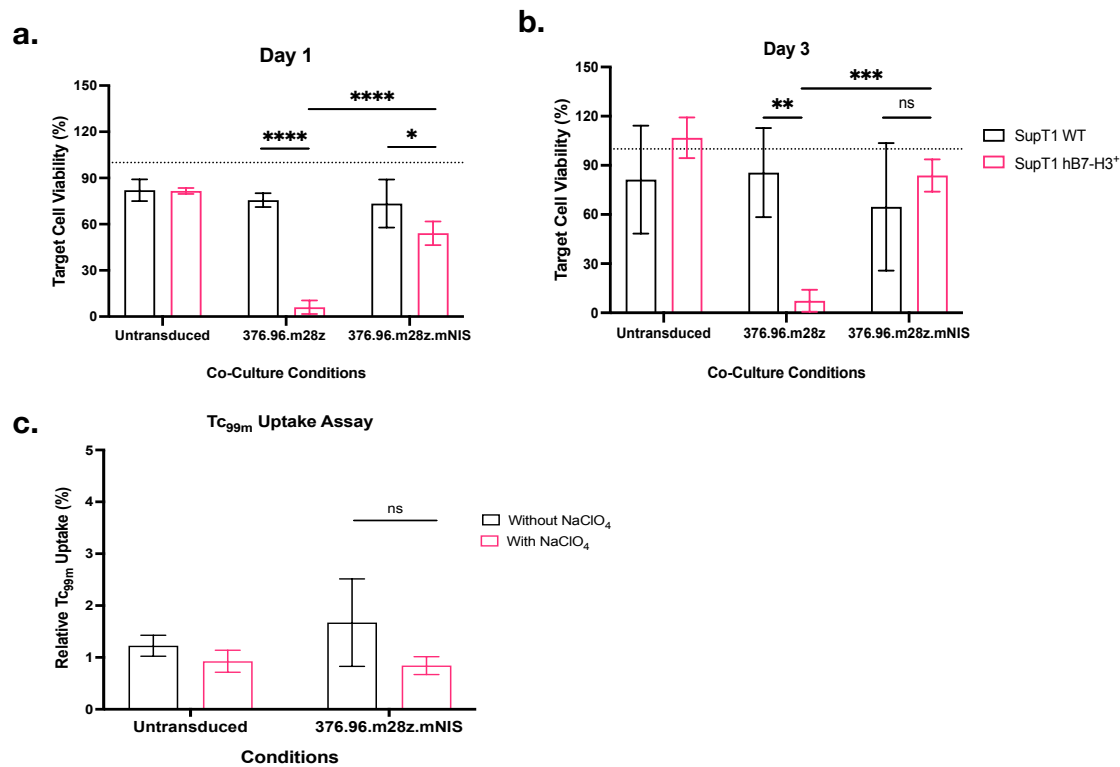 a.
Day 1
Target Cell Viability (%)
150
120
90
60
30
0
****
****
*
Untransduced
376.96.m28z
376.96.m28z.mNIS
Co-Culture Conditions
b.
Day 3
Target Cell Viability (%)
150
120
90
60
30
0
**
***
ns
Untransduced
376.96.m28z
376.96.m28z.mNIS
Co-Culture Conditions
SupT1 WT
SupT1 hB7-H3⁺
c.
Tc₉₉ₘ Uptake Assay
Relative Tc₉₉ₘ Uptake (%)
5
4
3
2
1
0
ns
Untransduced
376.96.m28z.mNIS
Conditions
Without NaClO₄
With NaClO₄